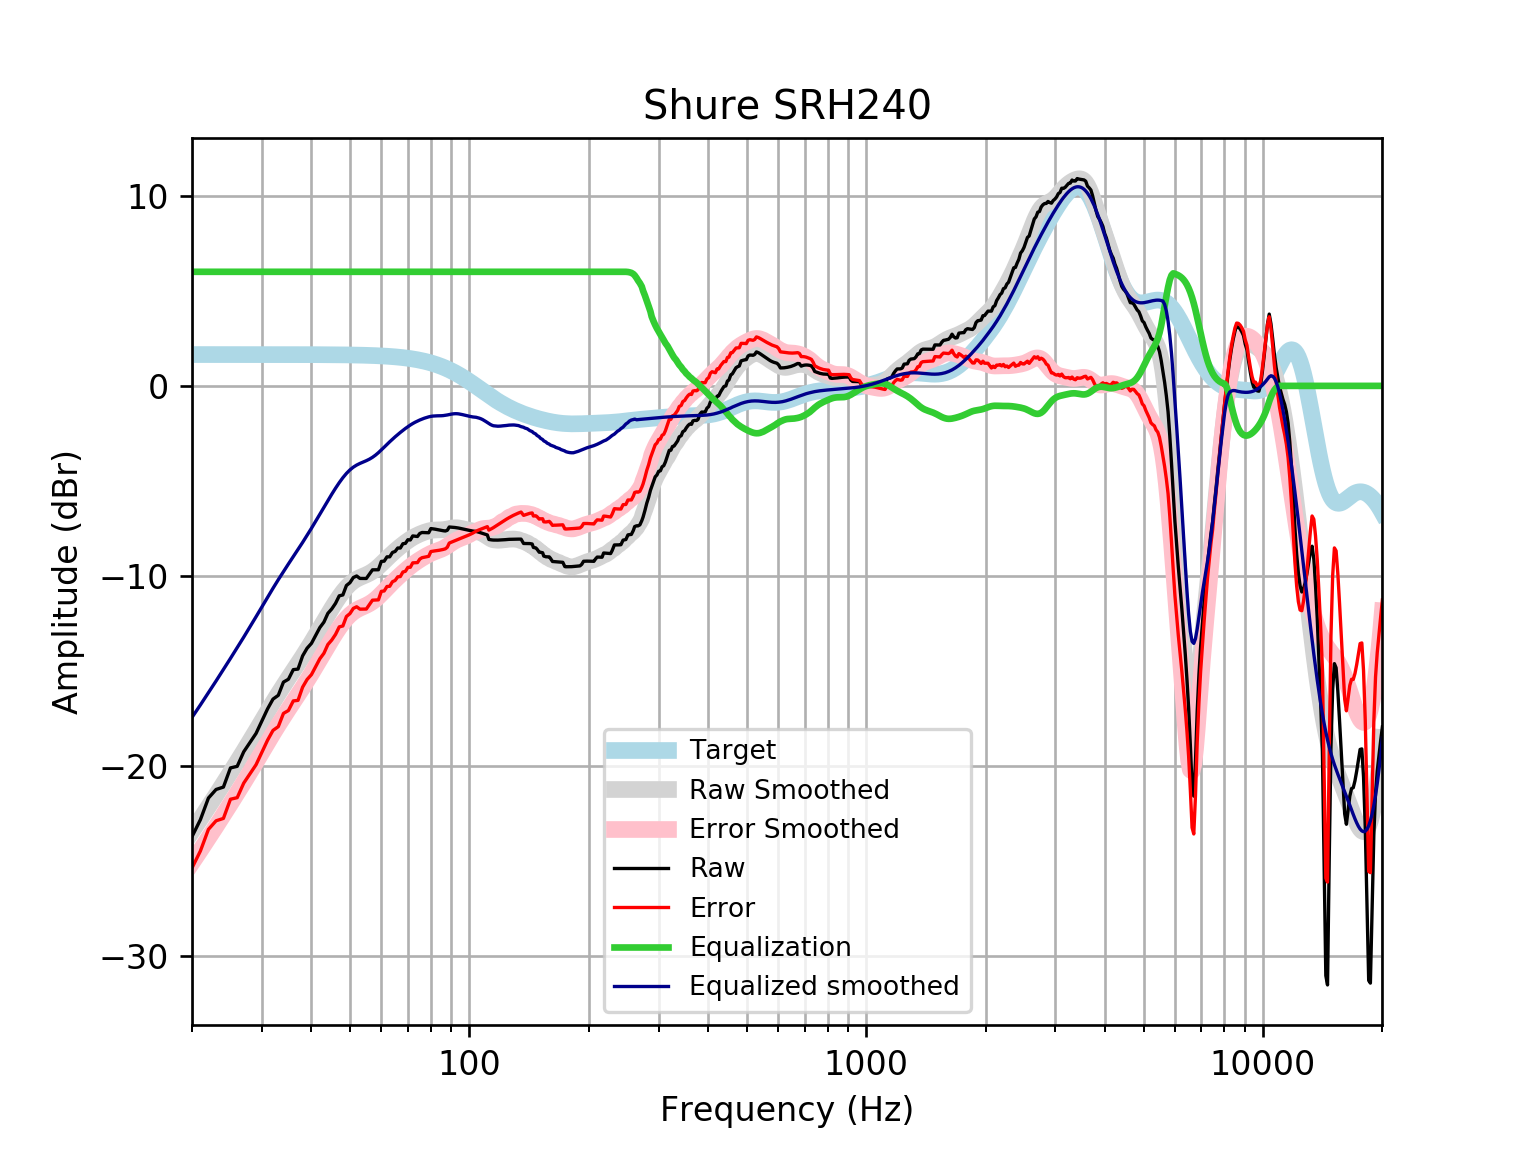 Shure SRH240
Amplitude (dBr)
10
0
−10
−20
−30
Target
Raw Smoothed
Error Smoothed
Raw
Error
Equalization
Equalized smoothed
100
1000
10000
Frequency (Hz)